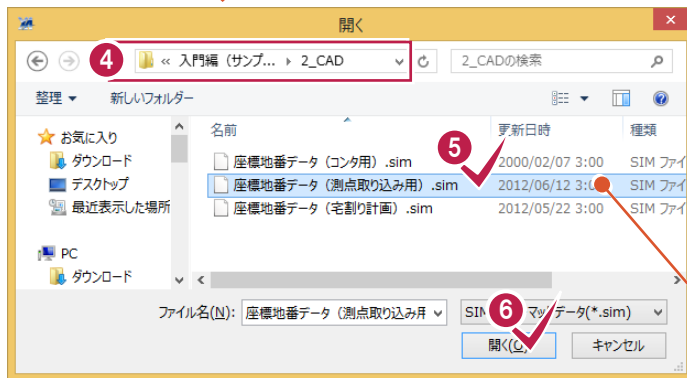 開く
4 « 入門編（サンプ... 2_CAD 2_CADの検索
整理 新しいフォルダー
お気に入り
ダウンロード
デスクトップ
最近表示した場所
PC
ダウンロード
名前 更新日時 種類
5
座標地番データ（コンタ用）.sim 2000/02/07 3:00 SIM ファイ
座標地番データ（測点取り込み用）.sim 2012/06/12 3:00 SIM ファイ
座標地番データ（宅割り計画）.sim 2012/05/22 3:00 SIM ファイ
ファイル名(N): 座標地番データ（測点取り込み用 SIM マットデータ(*.sim)
6
開く(O) キャンセル